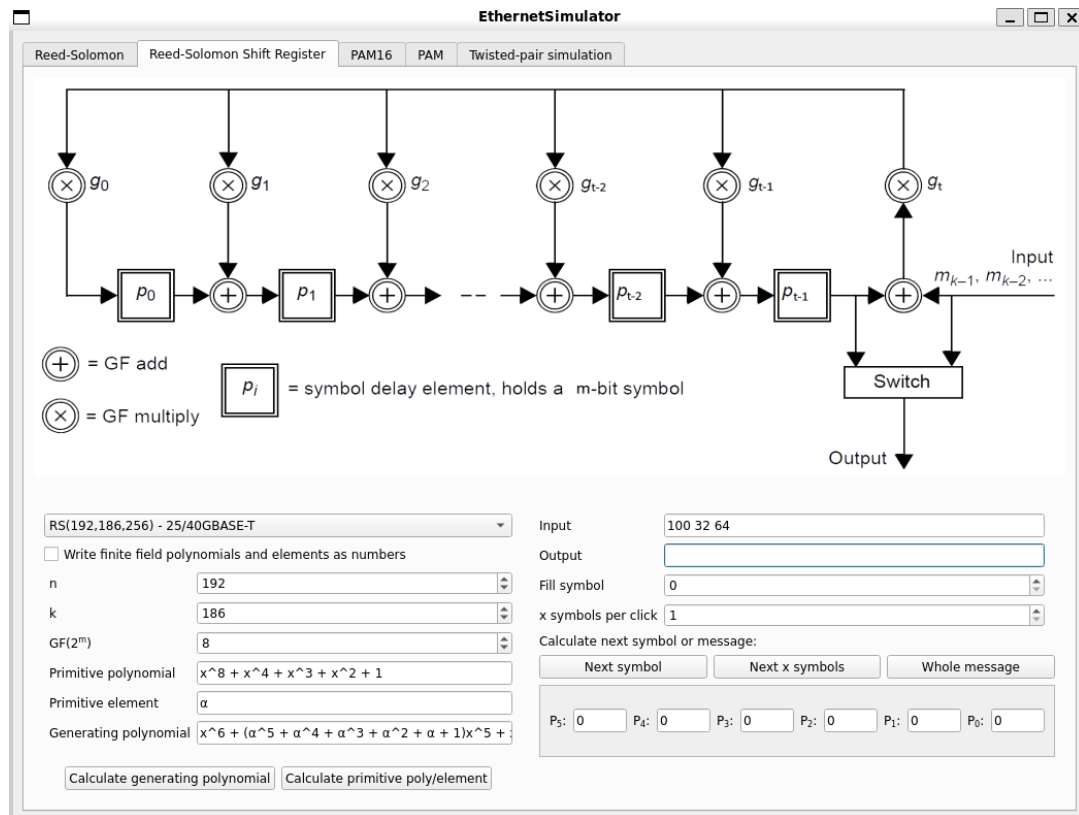 EthernetSimulator
Reed-Solomon
Reed-Solomon Shift Register
PAM16
PAM
Twisted-pair simulation
g0 g1 g2 gt-2 gt-1 gt
Input
mk−1, mk−2, ...
p0 p1 -- pt-2 pt-1
= GF add
pi = symbol delay element, holds a m-bit symbol
= GF multiply
Switch
Output
RS(192,186,256) - 25/40GBASE-T
Write finite field polynomials and elements as numbers
n 192
k 186
GF(2^m) 8
Primitive polynomial x^8 + x^4 + x^3 + x^2 + 1
Primitive element α
Generating polynomial x^6 + (α^5 + α^4 + α^3 + α^2 + α + 1)x^5 +
Calculate generating polynomial
Calculate primitive poly/element
Input 100 32 64
Output
Fill symbol 0
x symbols per click 1
Calculate next symbol or message:
Next symbol
Next x symbols
Whole message
P5: 0 P4: 0 P3: 0 P2: 0 P1: 0 P0: 0